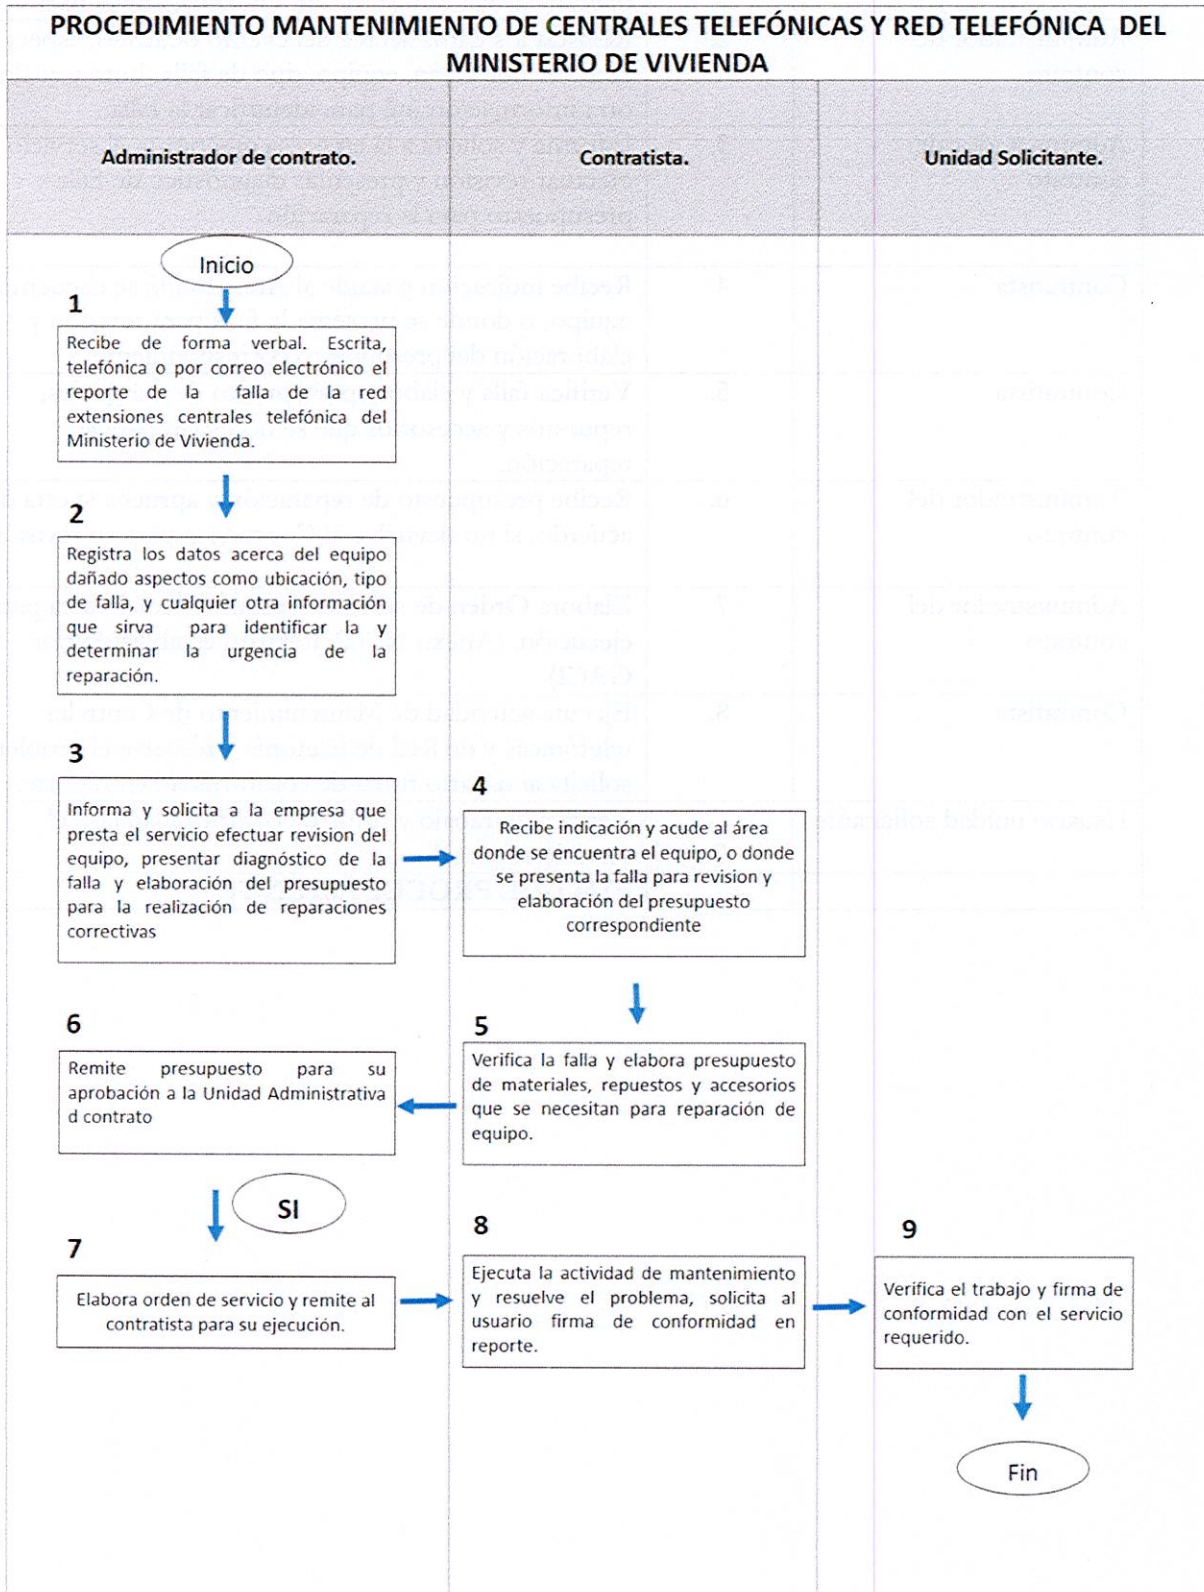 PROCEDIMIENTO MANTENIMIENTO DE CENTRALES TELEFÓNICAS Y RED TELEFÓNICA DEL
MINISTERIO DE VIVIENDA
Administrador de contrato.
Contratista.
Unidad Solicitante.
Inicio
1
Recibe de forma verbal. Escrita,
telefónica o por correo electrónico el
reporte de la falla de la red
extensiones centrales telefónica del
Ministerio de Vivienda.
2
Registra los datos acerca del equipo
dañado aspectos como ubicación, tipo
de falla, y cualquier otra información
que sirva para identificar la y
determinar la urgencia de la
reparación.
3
Informa y solicita a la empresa que
presta el servicio efectuar revision del
equipo, presentar diagnóstico de la
falla y elaboración del presupuesto
para la realización de reparaciones
correctivas
4
Recibe indicación y acude al área
donde se encuentra el equipo, o donde
se presenta la falla para revision y
elaboración del presupuesto
correspondiente
6
Remite presupuesto para su
aprobación a la Unidad Administrativa
d contrato
5
Verifica la falla y elabora presupuesto
de materiales, repuestos y accesorios
que se necesitan para reparación de
equipo.
SI
7
Elabora orden de servicio y remite al
contratista para su ejecución.
8
Ejecuta la actividad de mantenimiento
y resuelve el problema, solicita al
usuario firma de conformidad en
reporte.
9
Verifica el trabajo y firma de
conformidad con el servicio
requerido.
Fin